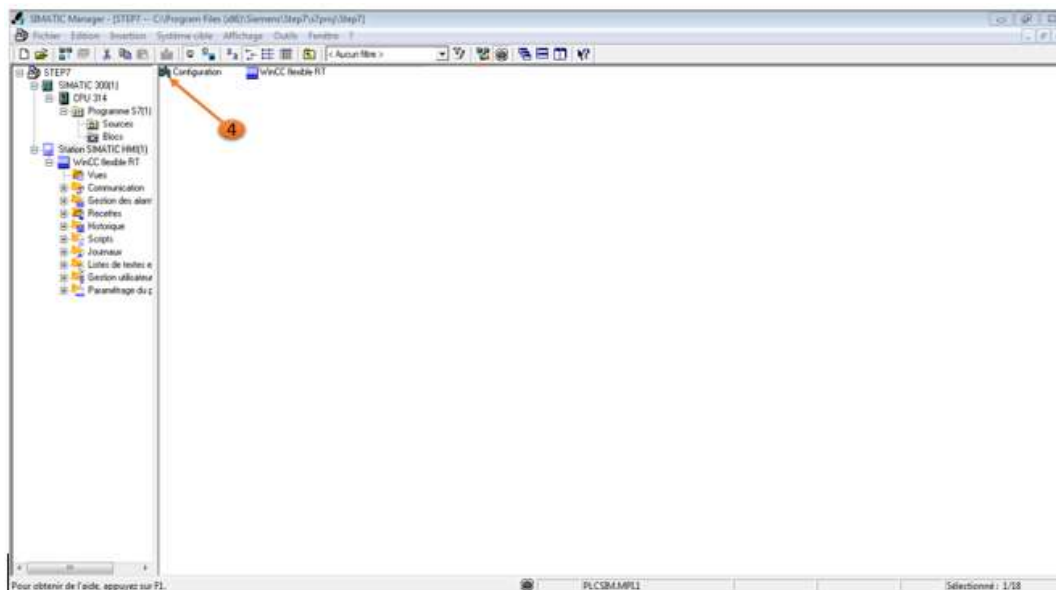 SIMATIC Manager - [STEP7 -- C:\Program Files (x86)\Siemens\Step7\s7proj\Step7]
Fichier Edition Insertion Système cible Affichage Outils Fenêtre ?
< Aucun filtre >
STEP7
SIMATIC 300(1)
CPU 314
Programme S7(1)
Sources
Blocs
Station SIMATIC HMI(1)
WinCC flexible RT
Vues
Communication
Gestion des alarm
Recettes
Historique
Scripts
Journaux
Listes de textes e
Gestion utilisateur
Paramétrage du p
Configuration
WinCC flexible RT
4
Pour obtenir de l'aide, appuyez sur F1.
PLCSIM.MPI.1
Sélectionné : 1/18